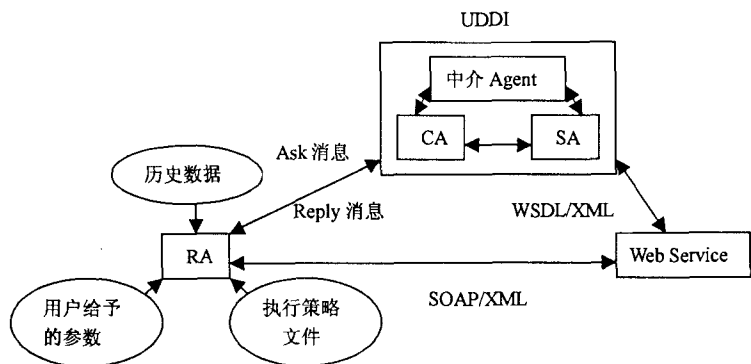 UDDI
中介 Agent
CA
SA
Ask 消息
历史数据
Reply 消息
WSDL/XML
RA
Web Service
用户给予
的参数
执行策略
文件
SOAP/XML